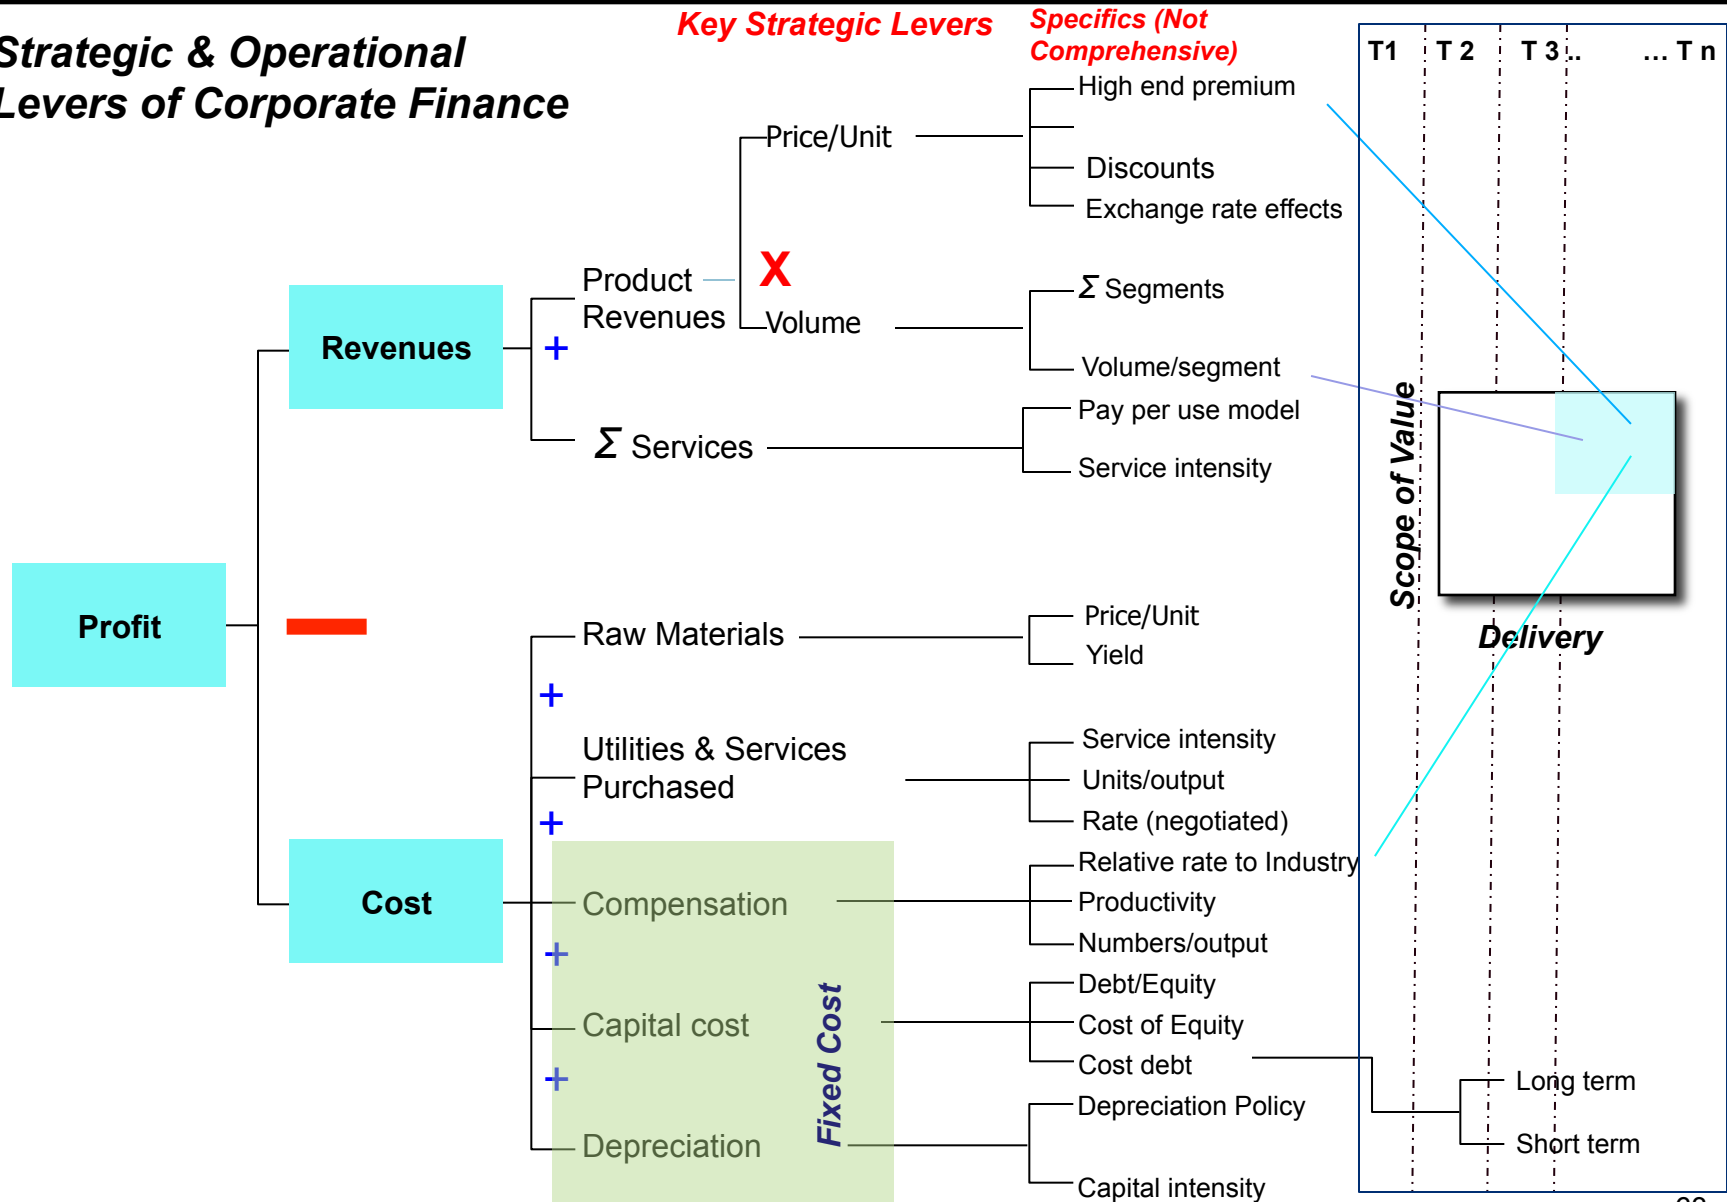 Strategic & Operational
Levers of Corporate Finance
Key Strategic Levers
Specifics (Not
Comprehensive)
T1
T 2
T 3 ..
... T n
High end premium
Price/Unit
Discounts
Exchange rate effects
X
Product
Revenues
Σ Segments
Volume
Revenues
+
Volume/segment
Pay per use model
Σ Services
Service intensity
Scope of Value
Delivery
Profit
Raw Materials
Price/Unit
Yield
+
Utilities & Services
Purchased
Service intensity
Units/output
Rate (negotiated)
+
Cost
Compensation
Relative rate to Industry
Productivity
Numbers/output
+
Capital cost
Debt/Equity
Cost of Equity
Cost debt
Long term
Short term
+
Fixed Cost
Depreciation
Depreciation Policy
Capital intensity